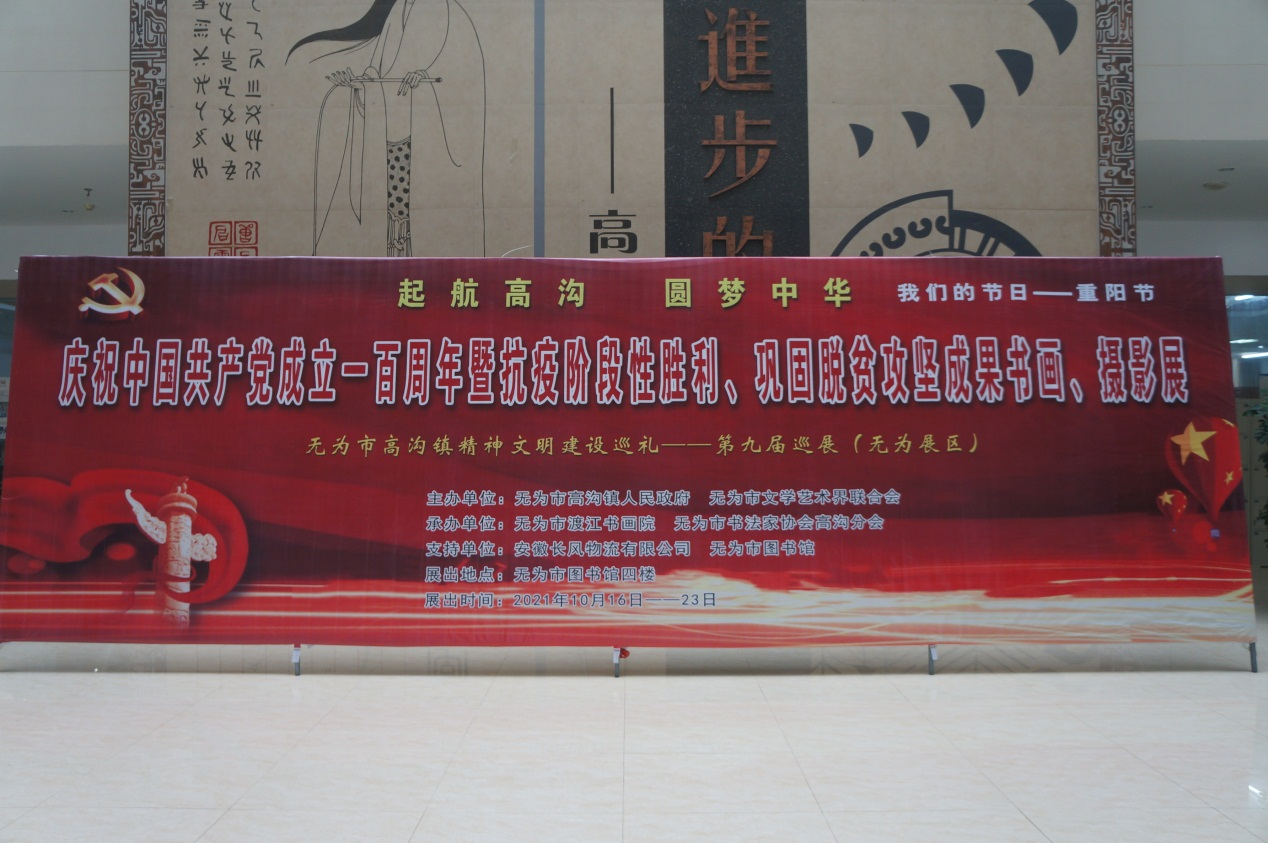 進步的
高
起航高沟 圆梦中华 我们的节日——重阳节
庆祝中国共产党成立一百周年暨抗疫阶段性胜利、巩固脱贫攻坚成果书画、摄影展
无为市高沟镇精神文明建设巡礼——第九届巡展（无为展区）
主办单位：无为市高沟镇人民政府 无为市文学艺术界联合会
承办单位：无为市渡江书画院 无为市书法家协会高沟分会
支持单位：安徽长风物流有限公司 无为市图书馆
展出地点：无为市图书馆四楼
展出时间：2021年10月16日——23日